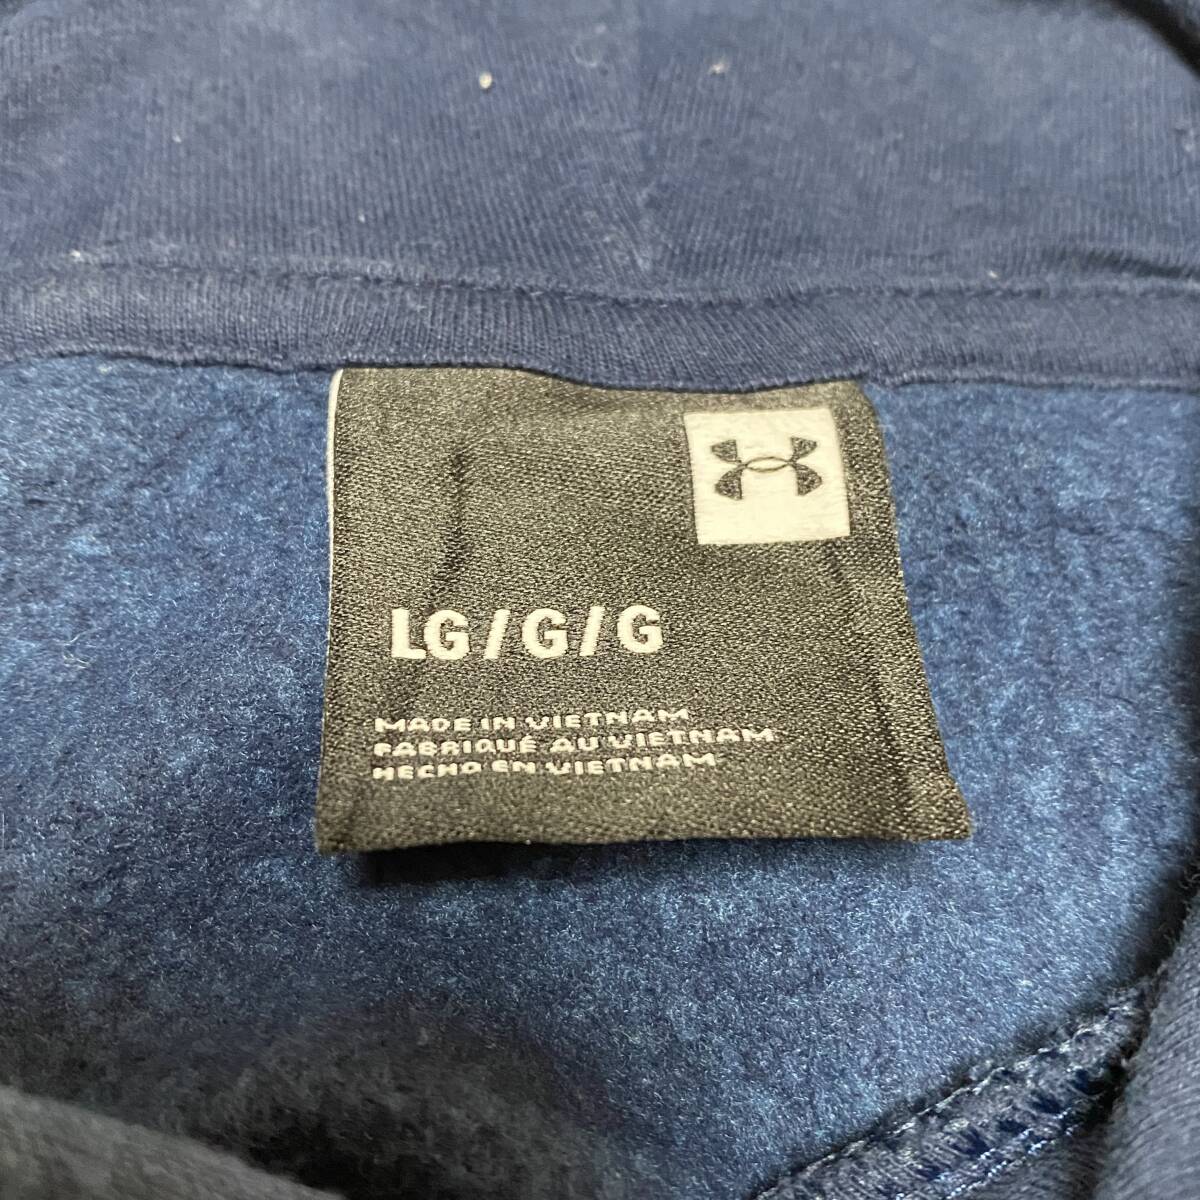 LG/G/G
MADE IN VIETNAM
FABRIQUÉ AU VIETNAM
HECHO EN VIETNAM